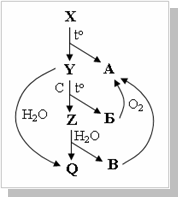 X
t°
Y A
C t°
H₂O O₂
Z Б
H₂O
Q B